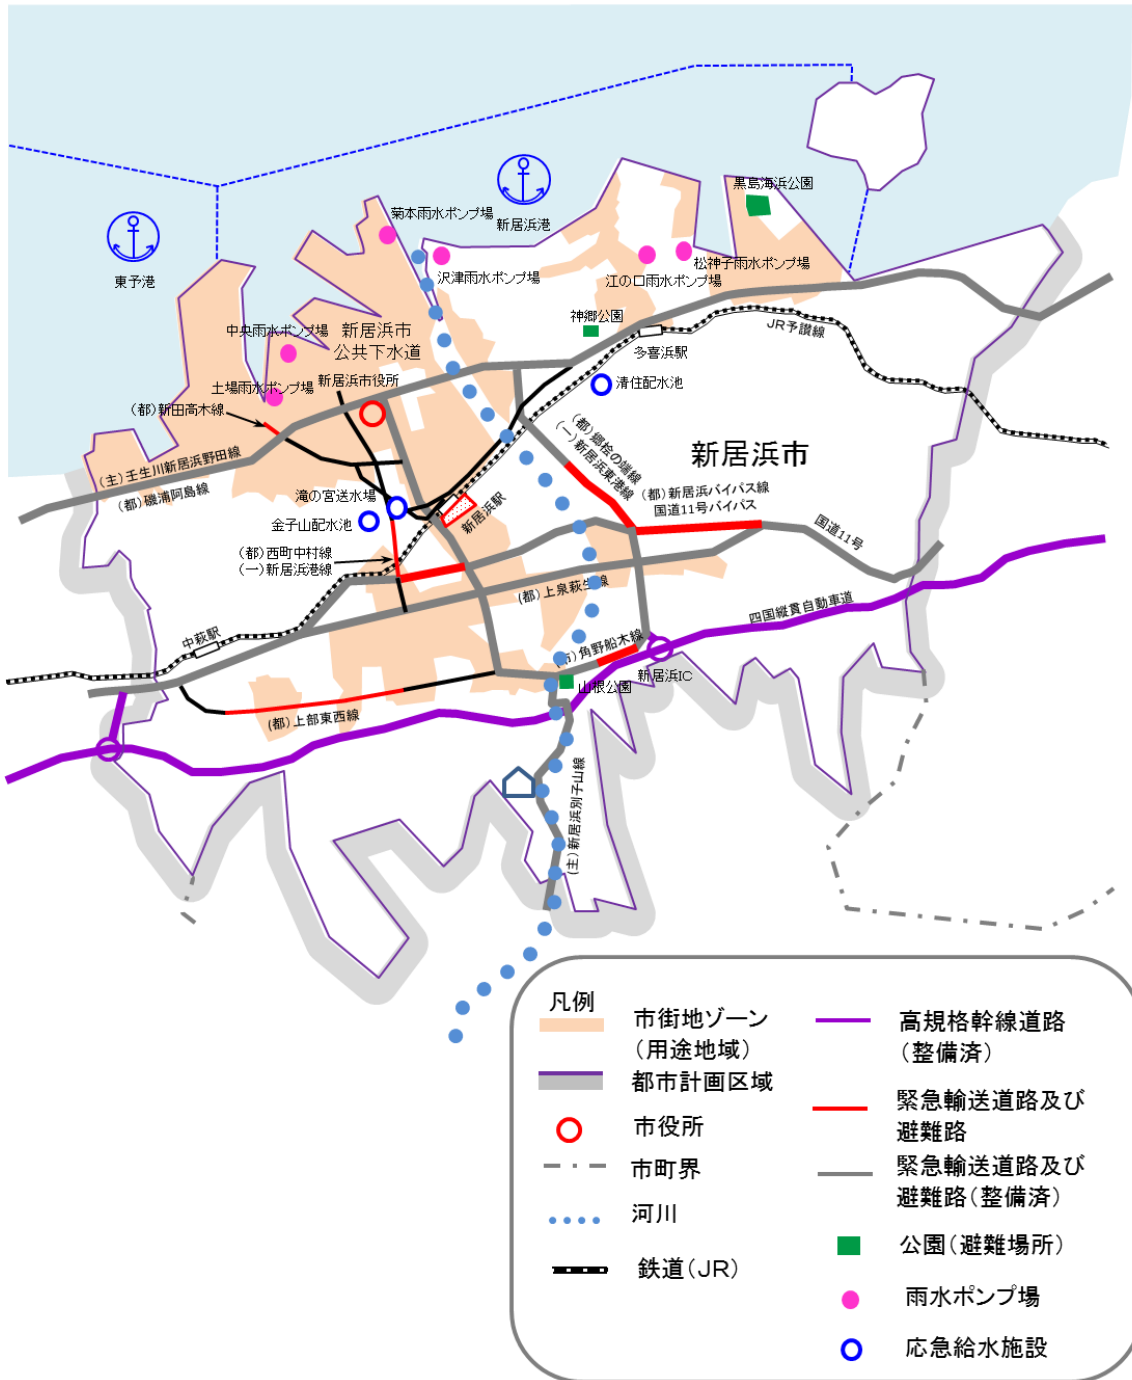 黒島海浜公園
菊本雨水ポンプ場
新居浜港
東予港
沢津雨水ポンプ場
松神子雨水ポンプ場
江の口雨水ポンプ場
神郷公園
JR予讃線
新居浜市
公共下水道
中央雨水ポンプ場
多喜浜駅
土場雨水ポンプ場
新居浜市役所
清住配水池
(都)新田高木線
(都)郷桧の端線
(一)新居浜東港線
新居浜市
(主)壬生川新居浜野田線
(都)磯浦阿島線
(都)新居浜バイパス線
国道11号バイパス
滝の宮送水場
新居浜駅
金子山配水池
国道11号
(都)西町中村線
(一)新居浜港線
(都)上泉萩生線
四国縦貫自動車道
中萩駅
(市)角野船木線
新居浜IC
山根公園
(都)上部東西線
(主)新居浜別子山線
凡例
市街地ゾーン
(用途地域)
都市計画区域
市役所
市町界
河川
鉄道(JR)
高規格幹線道路
(整備済)
緊急輸送道路及び
避難路
緊急輸送道路及び
避難路(整備済)
公園(避難場所)
雨水ポンプ場
応急給水施設